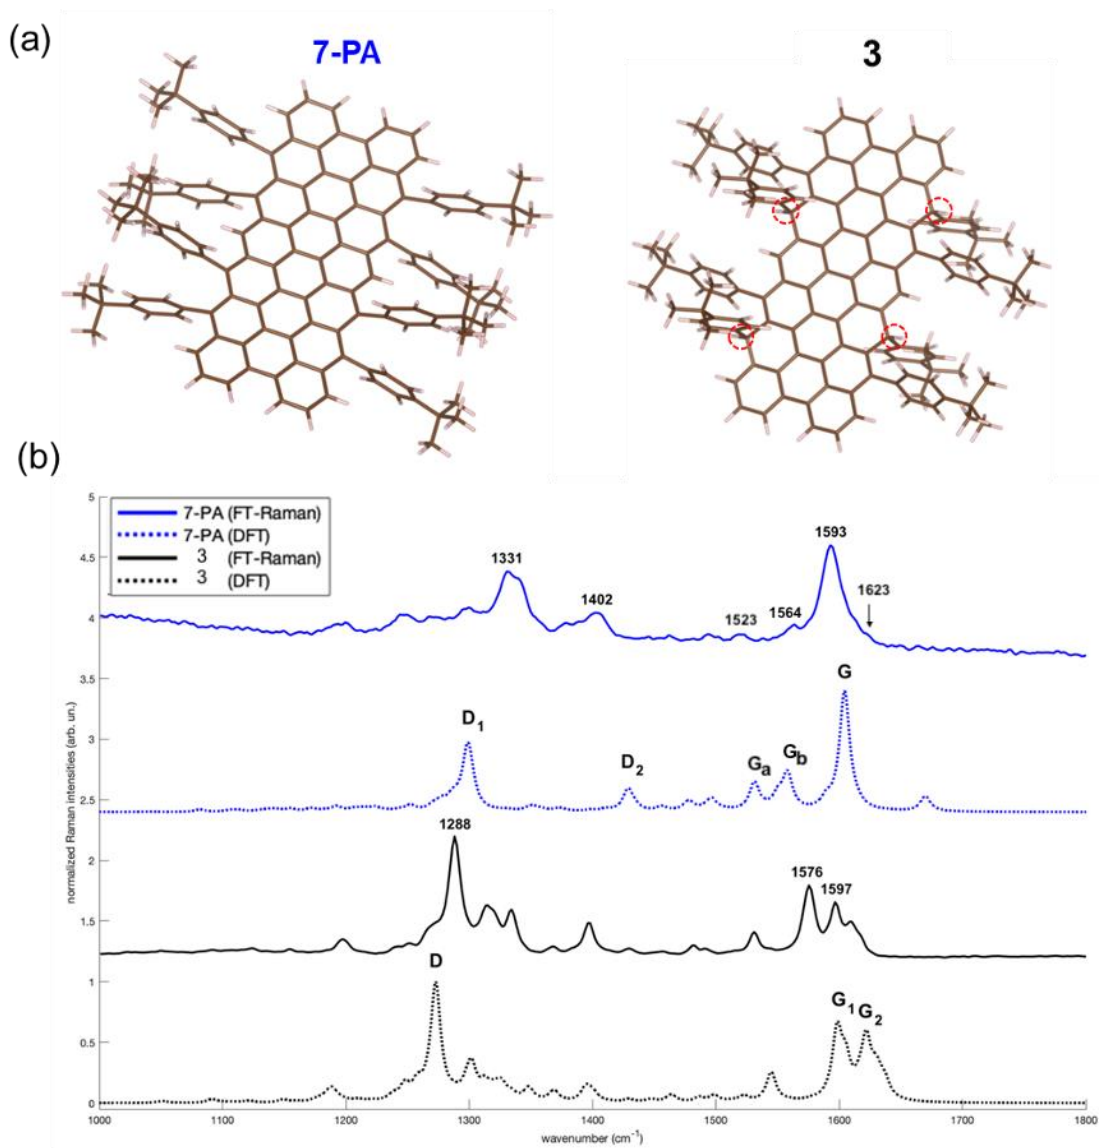 (a)
7-PA
3
(b)
7-PA (FT-Raman)
7-PA (DFT)
3 (FT-Raman)
3 (DFT)
normalized Raman intensities (arb. un.)
5
4.5
4
3.5
3
2.5
2
1.5
1
0.5
0
1331
1402
1523
1564
1593
1623
D1
D2
Ga
Gb
G
1288
1576
1597
D
G1
G2
1000
1100
1200
1300
1400
1500
1600
1700
1800
wavenumber (cm-1)